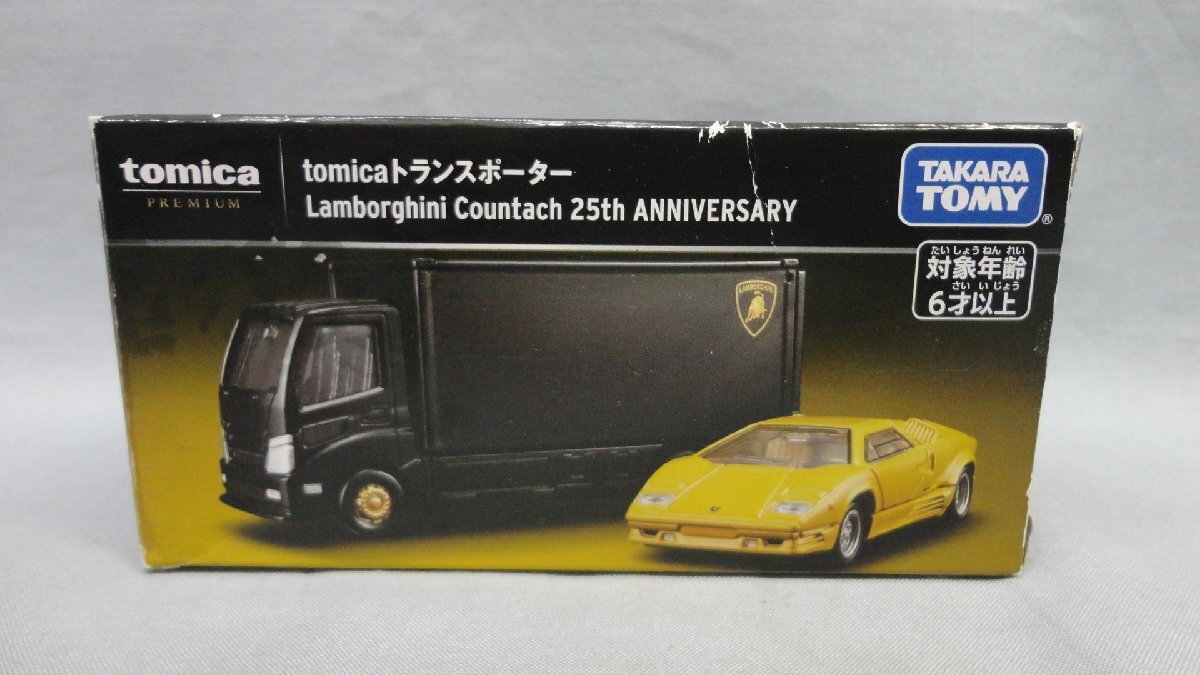 tomica
PREMIUM
tomicaトランスポーター
Lamborghini Countach 25th ANNIVERSARY
TAKARA
TOMY®
たいしょうねんれい
対象年齢
さいいじょう
6才以上
LAMBORGHINI